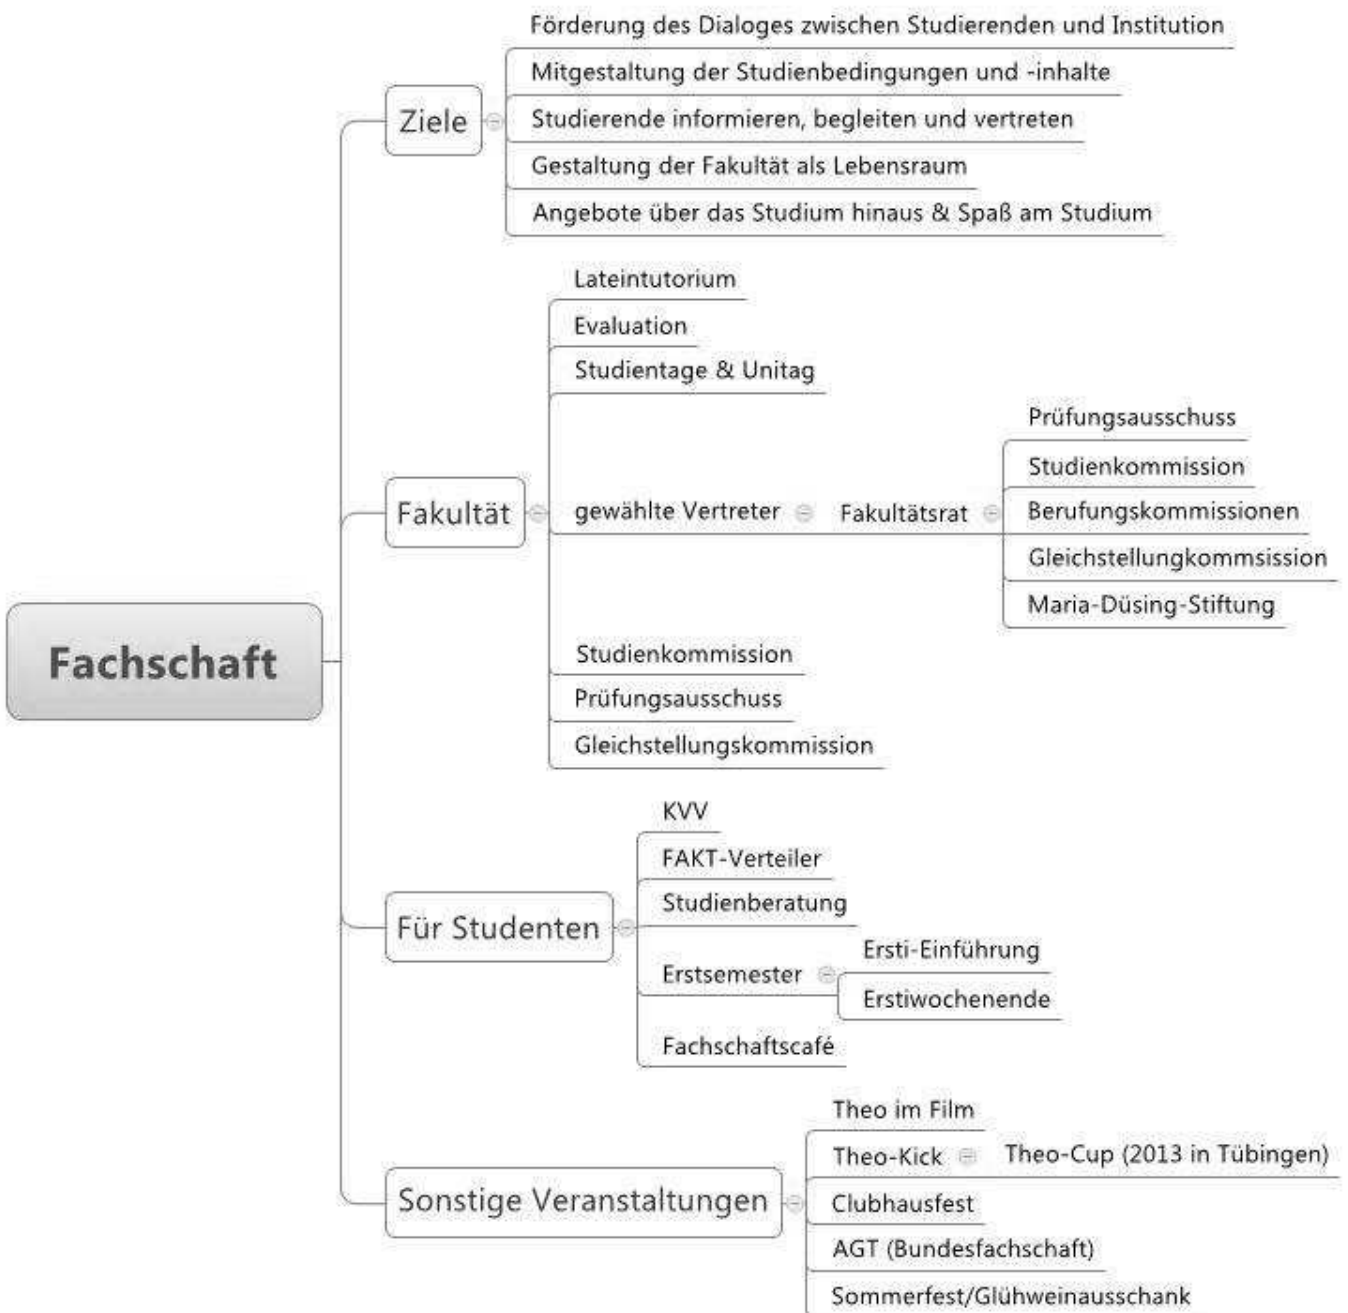 Förderung des Dialoges zwischen Studierenden und Institution
Mitgestaltung der Studienbedingungen und -inhalte
Ziele
Studierende informieren, begleiten und vertreten
Gestaltung der Fakultät als Lebensraum
Angebote über das Studium hinaus & Spaß am Studium
Lateintutorium
Evaluation
Studientage & Unitag
Prüfungsausschuss
Studienkommission
Fakultät
gewählte Vertreter
Fakultätsrat
Berufungskommissionen
Gleichstellungkommsission
Maria-Düsing-Stiftung
Fachschaft
Studienkommission
Prüfungsausschuss
Gleichstellungskommission
KVV
FAKT-Verteiler
Studienberatung
Für Studenten
Erstsemester
Ersti-Einführung
Erstiwochenende
Fachschaftscafé
Theo im Film
Theo-Kick
Theo-Cup (2013 in Tübingen)
Sonstige Veranstaltungen
Clubhausfest
AGT (Bundesfachschaft)
Sommerfest/Glühweinausschank